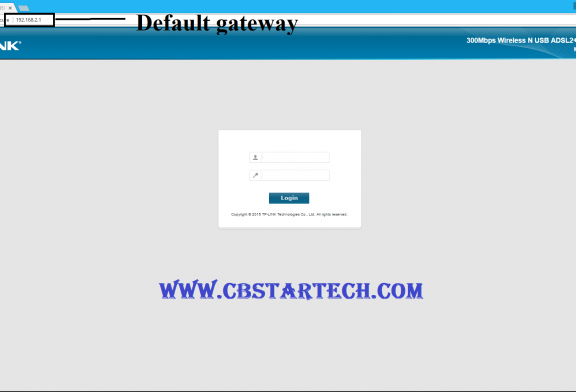 192.168.2.1
Default gateway
NK
300Mbps Wireless N USB ADSL2+
Login
Copyright © 2015 TP-LINK Technologies Co., Ltd. All rights reserved.
WWW.CBSTARTECH.COM